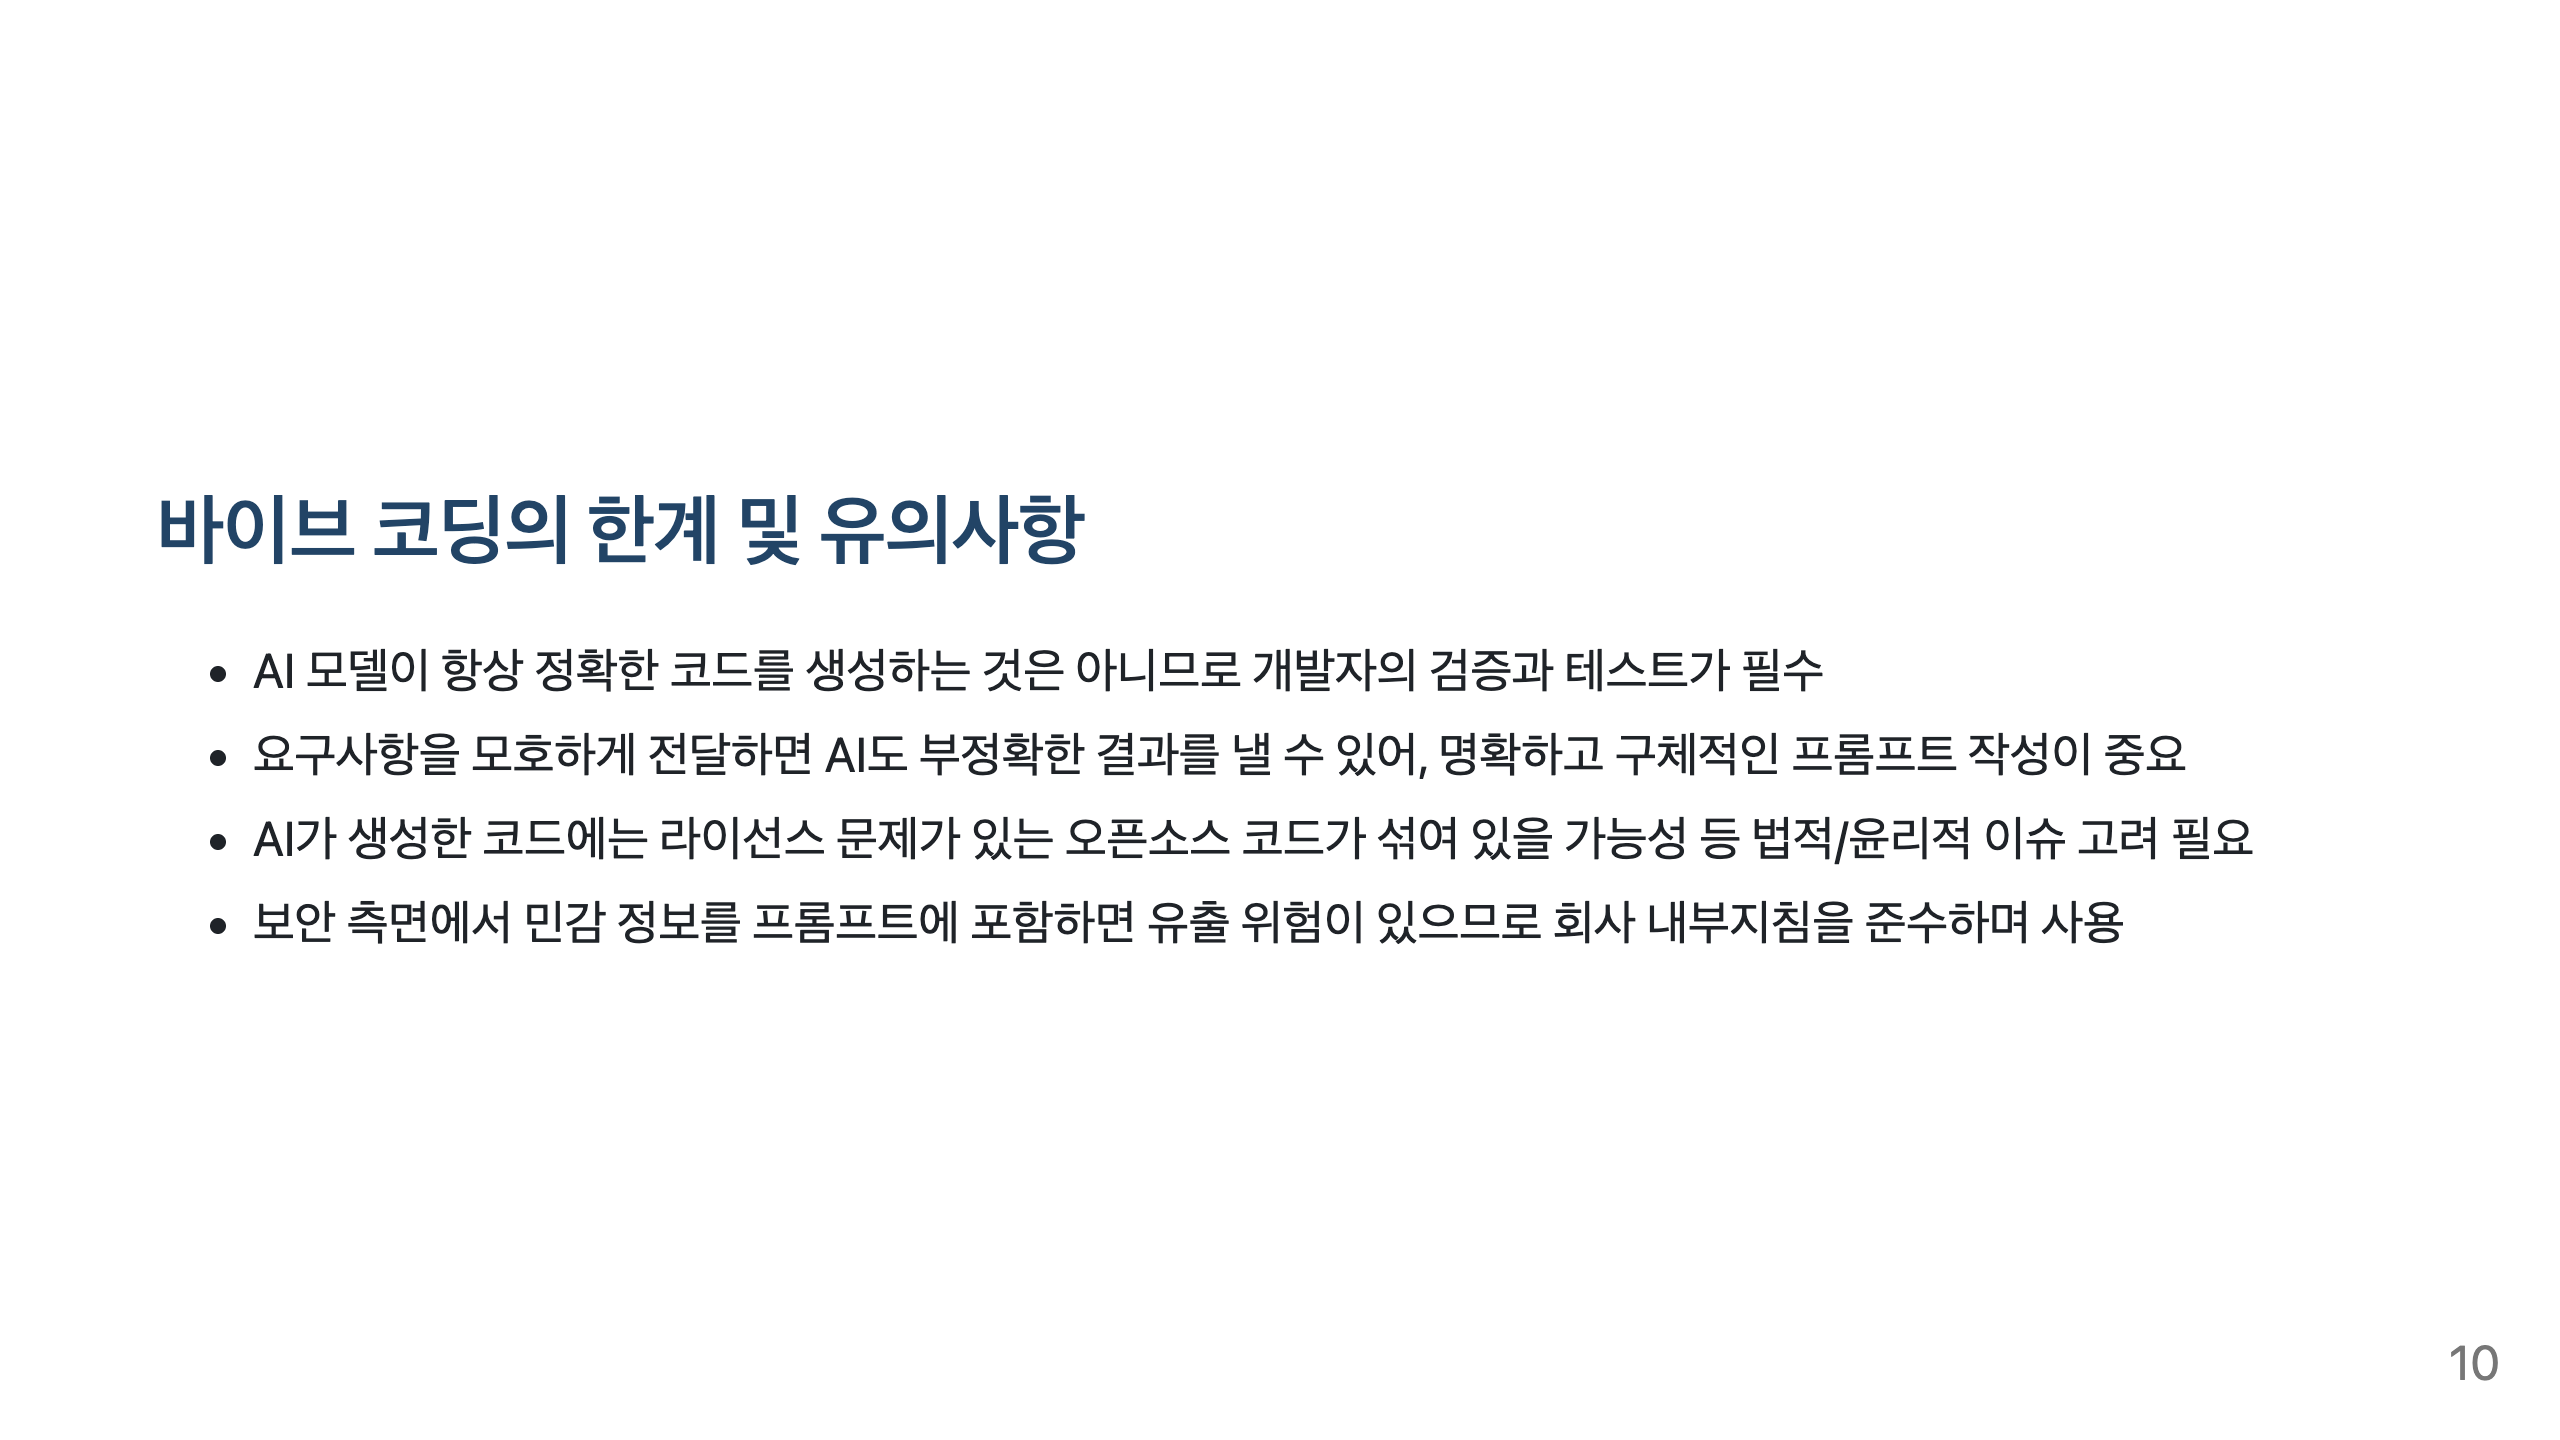 바이브 코딩의 한계 및 유의사항
• AI 모델이 항상 정확한 코드를 생성하는 것은 아니므로 개발자의 검증과 테스트가 필수
• 요구사항을 모호하게 전달하면 AI도 부정확한 결과를 낼 수 있어, 명확하고 구체적인 프롬프트 작성이 중요
• AI가 생성한 코드에는 라이선스 문제가 있는 오픈소스 코드가 섞여 있을 가능성 등 법적/윤리적 이슈 고려 필요
• 보안 측면에서 민감 정보를 프롬프트에 포함하면 유출 위험이 있으므로 회사 내부지침을 준수하며 사용
10